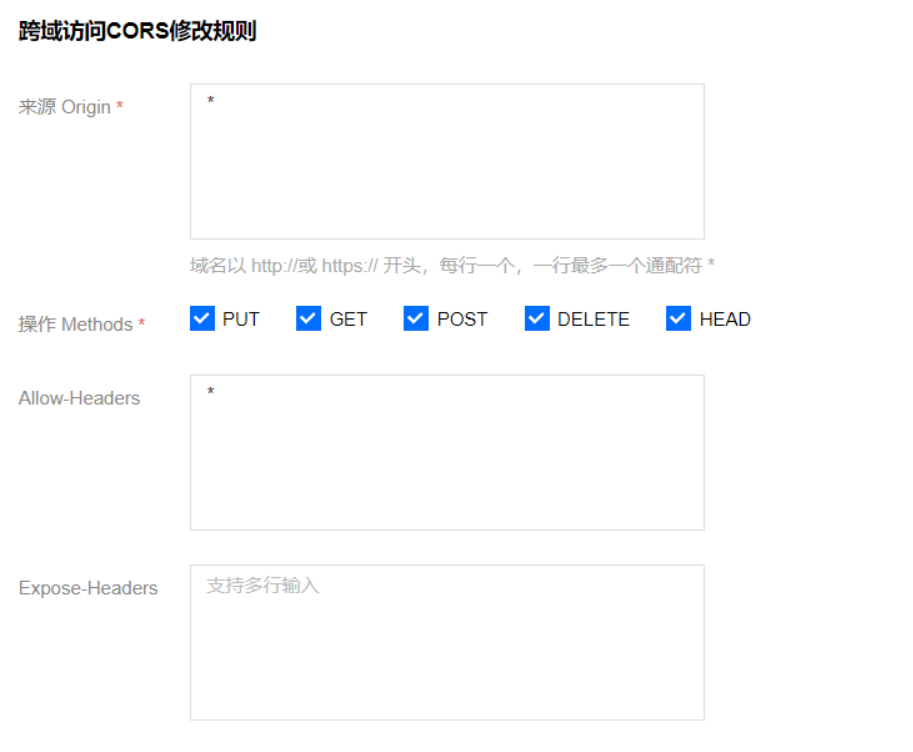 跨域访问CORS修改规则
来源 Origin *
*
域名以 http://或 https:// 开头，每行一个，一行最多一个通配符 *
操作 Methods * PUT GET POST DELETE HEAD
Allow-Headers
*
Expose-Headers
支持多行输入